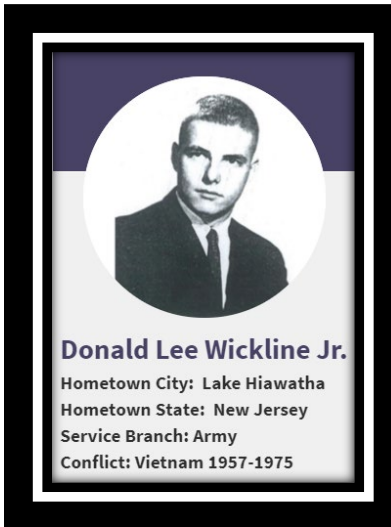 Donald Lee Wickline Jr.
Hometown City: Lake Hiawatha
Hometown State: New Jersey
Service Branch: Army
Conflict: Vietnam 1957-1975